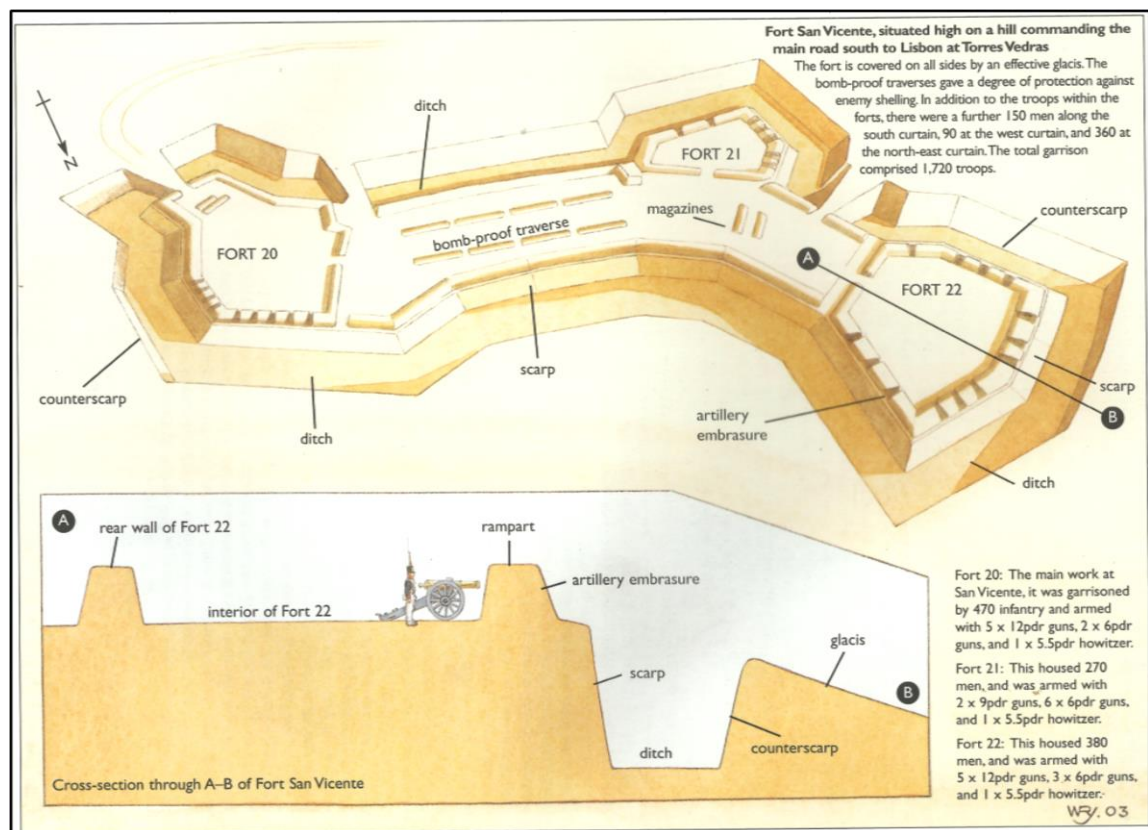 Fort San Vicente, situated high on a hill commanding the
main road south to Lisbon at Torres Vedras
The fort is covered on all sides by an effective glacis. The
bomb-proof traverses gave a degree of protection against
enemy shelling. In addition to the troops within the
forts, there were a further 150 men along the
south curtain, 90 at the west curtain, and 360 at
the north-east curtain. The total garrison
comprised 1,720 troops.
N
ditch
FORT 21
counterscarp
magazines
FORT 20
bomb-proof traverse
A
FORT 22
scarp
scarp
counterscarp
artillery
embrasure
B
ditch
ditch
A
rear wall of Fort 22
rampart
artillery embrasure
interior of Fort 22
glacis
scarp
B
ditch
counterscarp
Cross-section through A–B of Fort San Vicente
Fort 20: The main work at
San Vicente, it was garrisoned
by 470 infantry and armed
with 5 x 12pdr guns, 2 x 6pdr
guns, and 1 x 5.5pdr howitzer.
Fort 21: This housed 270
men, and was armed with
2 x 9pdr guns, 6 x 6pdr guns,
and 1 x 5.5pdr howitzer.
Fort 22: This housed 380
men, and was armed with
5 x 12pdr guns, 3 x 6pdr guns,
and 1 x 5.5pdr howitzer.
03